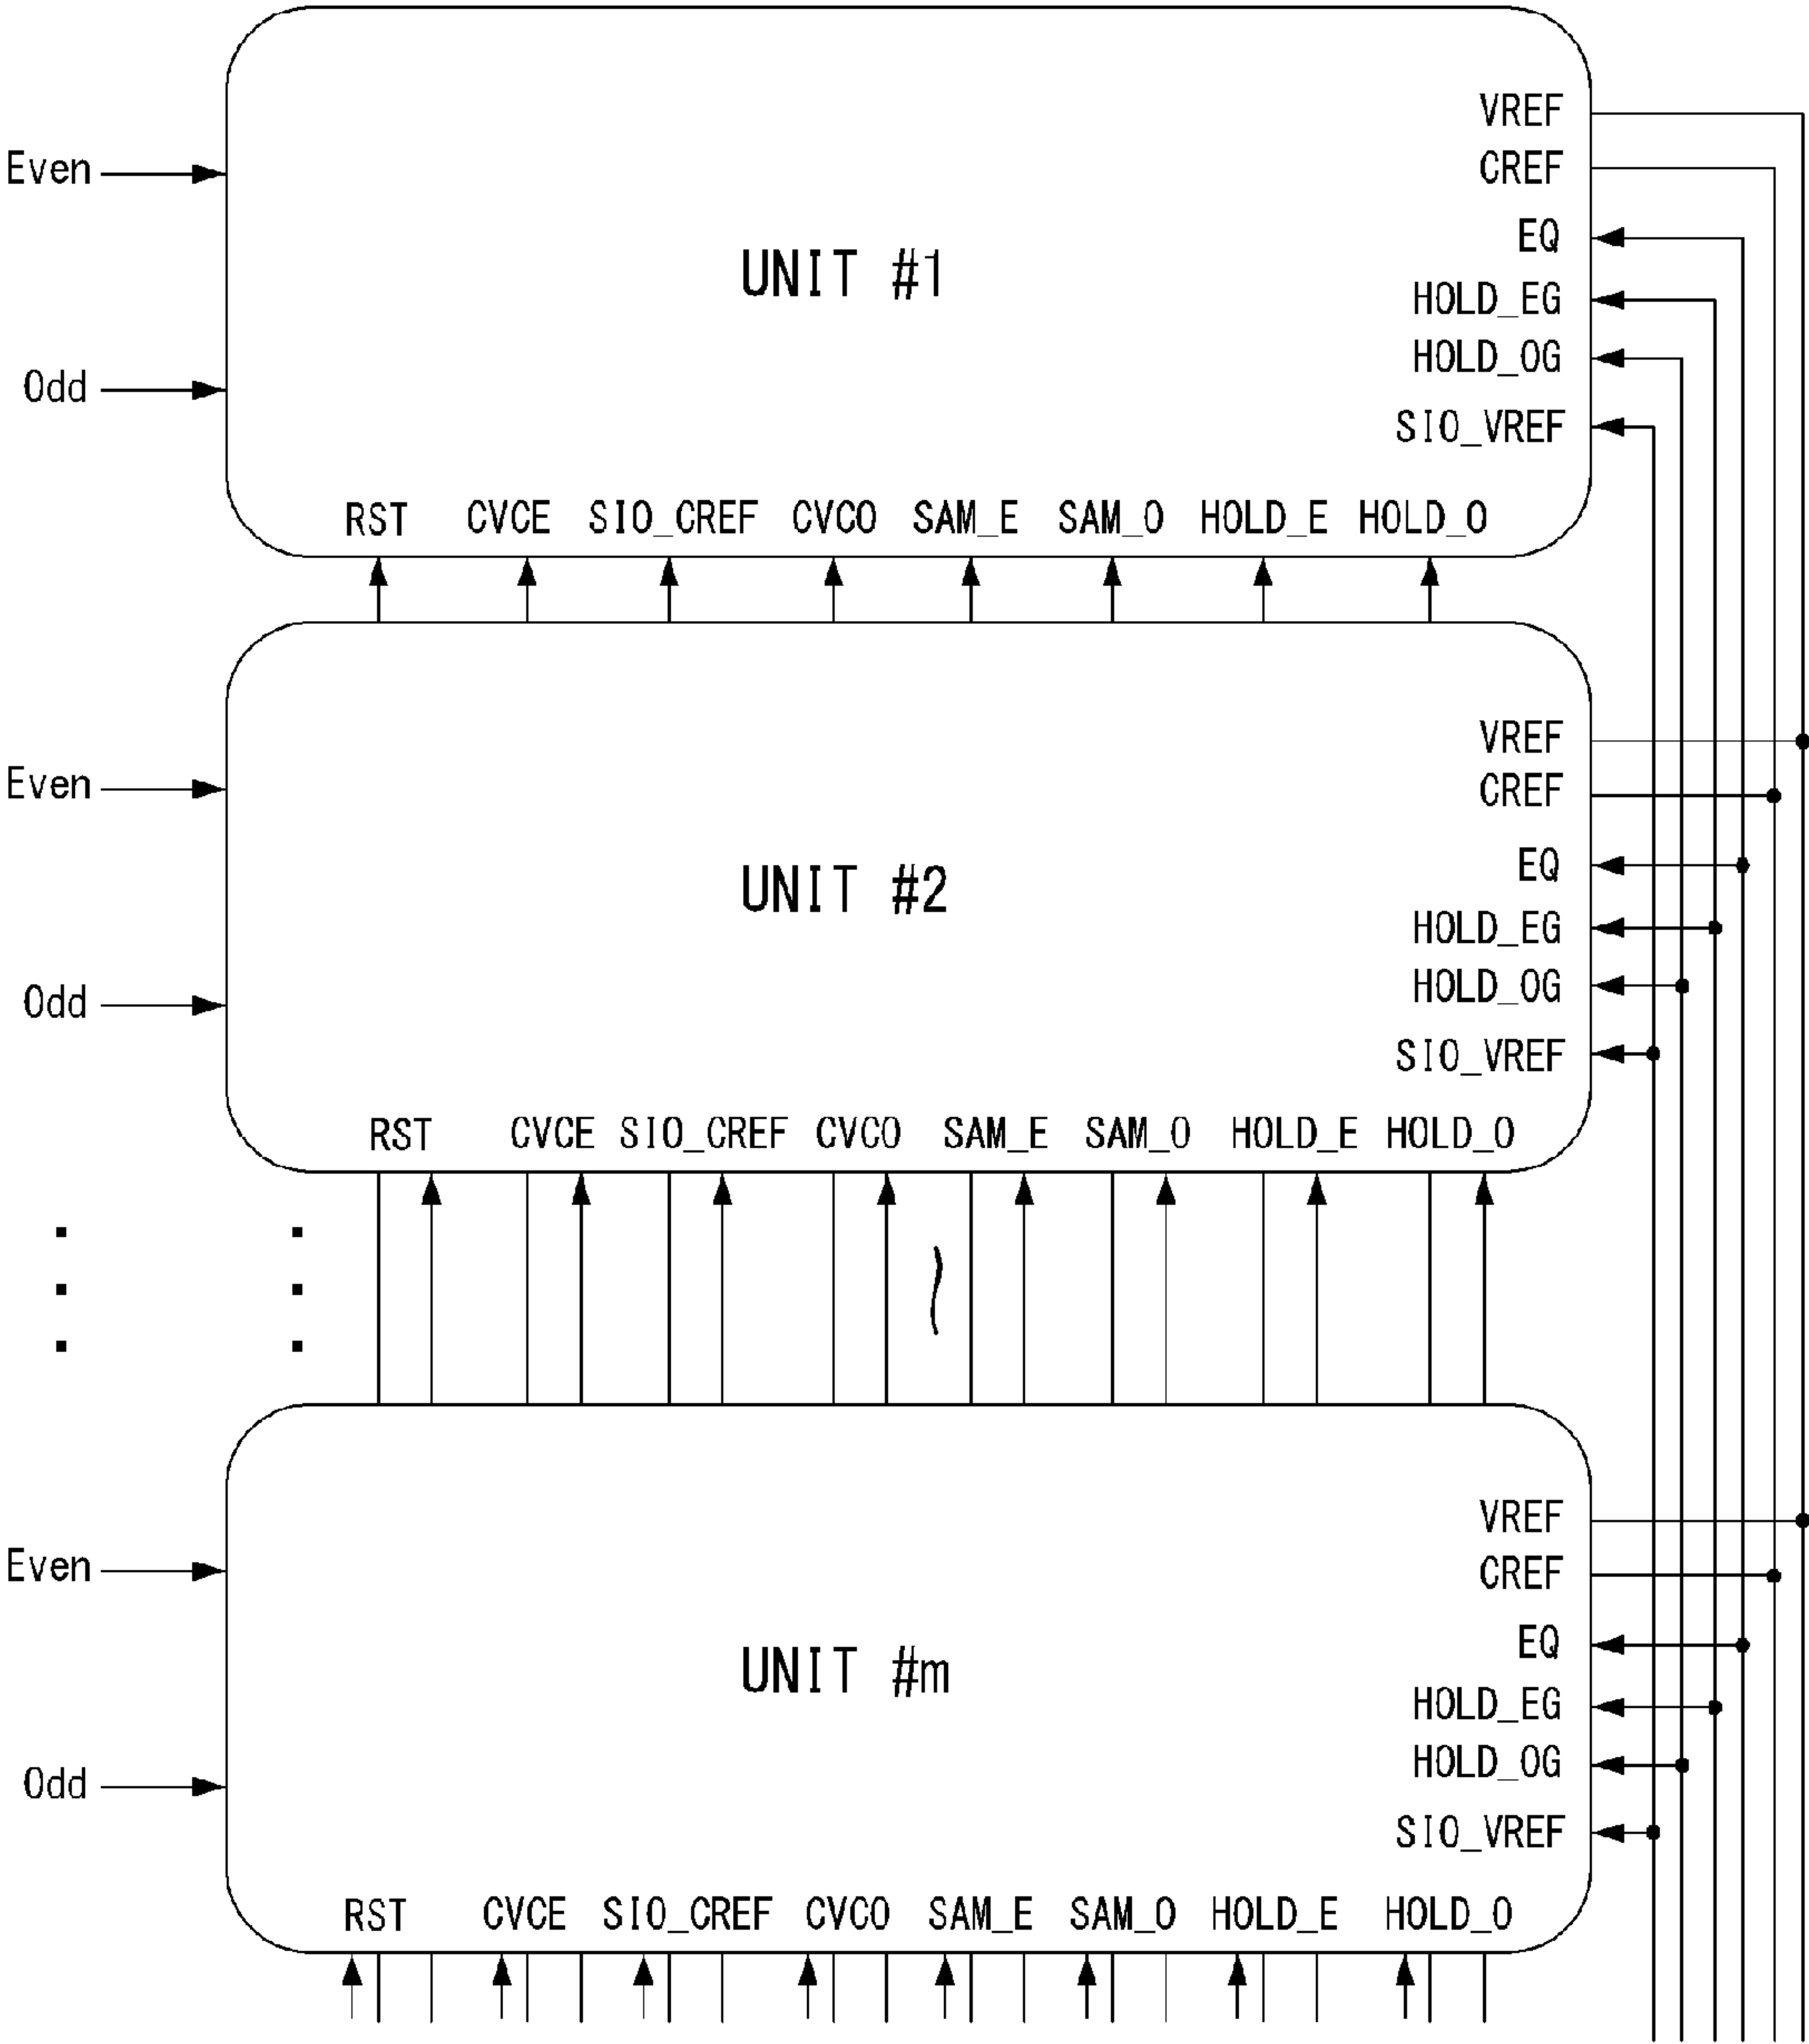 VREF
Even
CREF
EQ
UNIT #1
HOLD_EG
HOLD_OG
Odd
SIO_VREF
RST CVCE SIO_CREF CVCO SAM_E SAM_O HOLD_E HOLD_O
VREF
Even
CREF
EQ
UNIT #2
HOLD_EG
HOLD_OG
Odd
SIO_VREF
RST CVCE SIO_CREF CVCO SAM_E SAM_O HOLD_E HOLD_O
VREF
Even
CREF
EQ
UNIT #m
HOLD_EG
HOLD_OG
Odd
SIO_VREF
RST CVCE SIO_CREF CVCO SAM_E SAM_O HOLD_E HOLD_O